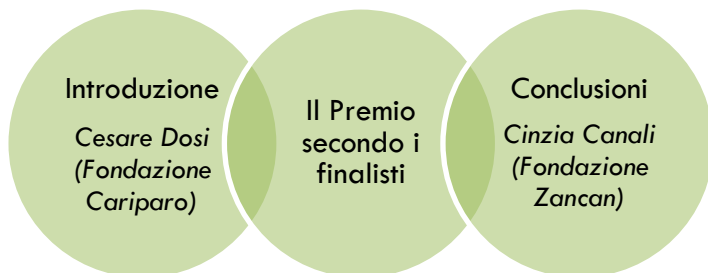 Introduzione
Cesare Dosi
(Fondazione
Cariparo)
Il Premio
secondo i
finalisti
Conclusioni
Cinzia Canali
(Fondazione
Zancan)